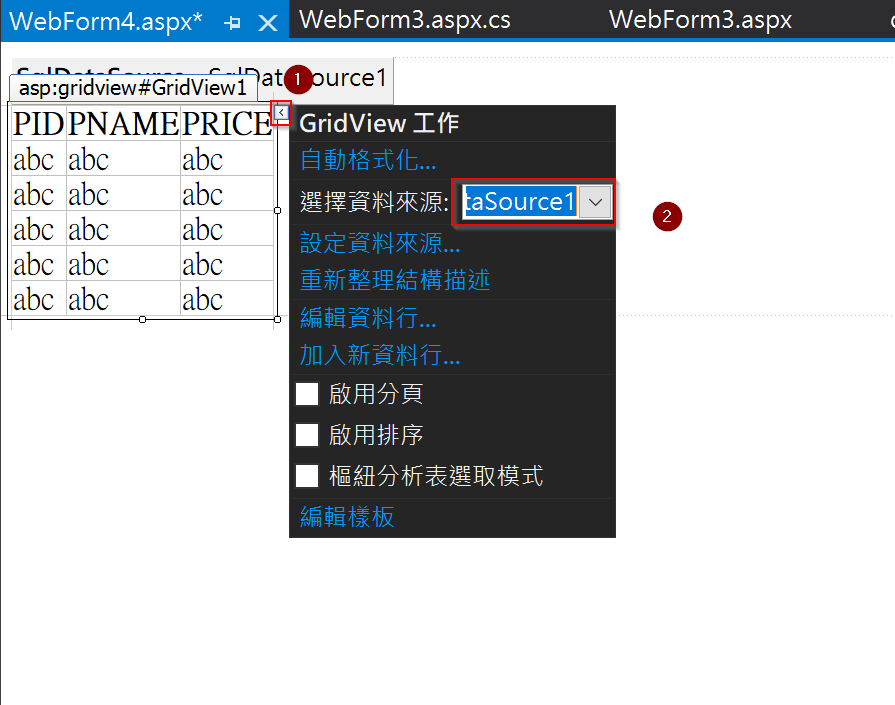 WebForm4.aspx* WebForm3.aspx.cs WebForm3.aspx
SqlDataSource - SqlDataSource1
asp:gridview#GridView1
1
PID PNAME PRICE
abc abc abc
abc abc abc
abc abc abc
abc abc abc
abc abc abc
GridView 工作
自動格式化...
選擇資料來源: taSource1
2
設定資料來源...
重新整理結構描述
編輯資料行...
加入新資料行...
啟用分頁
啟用排序
樞紐分析表選取模式
編輯樣板